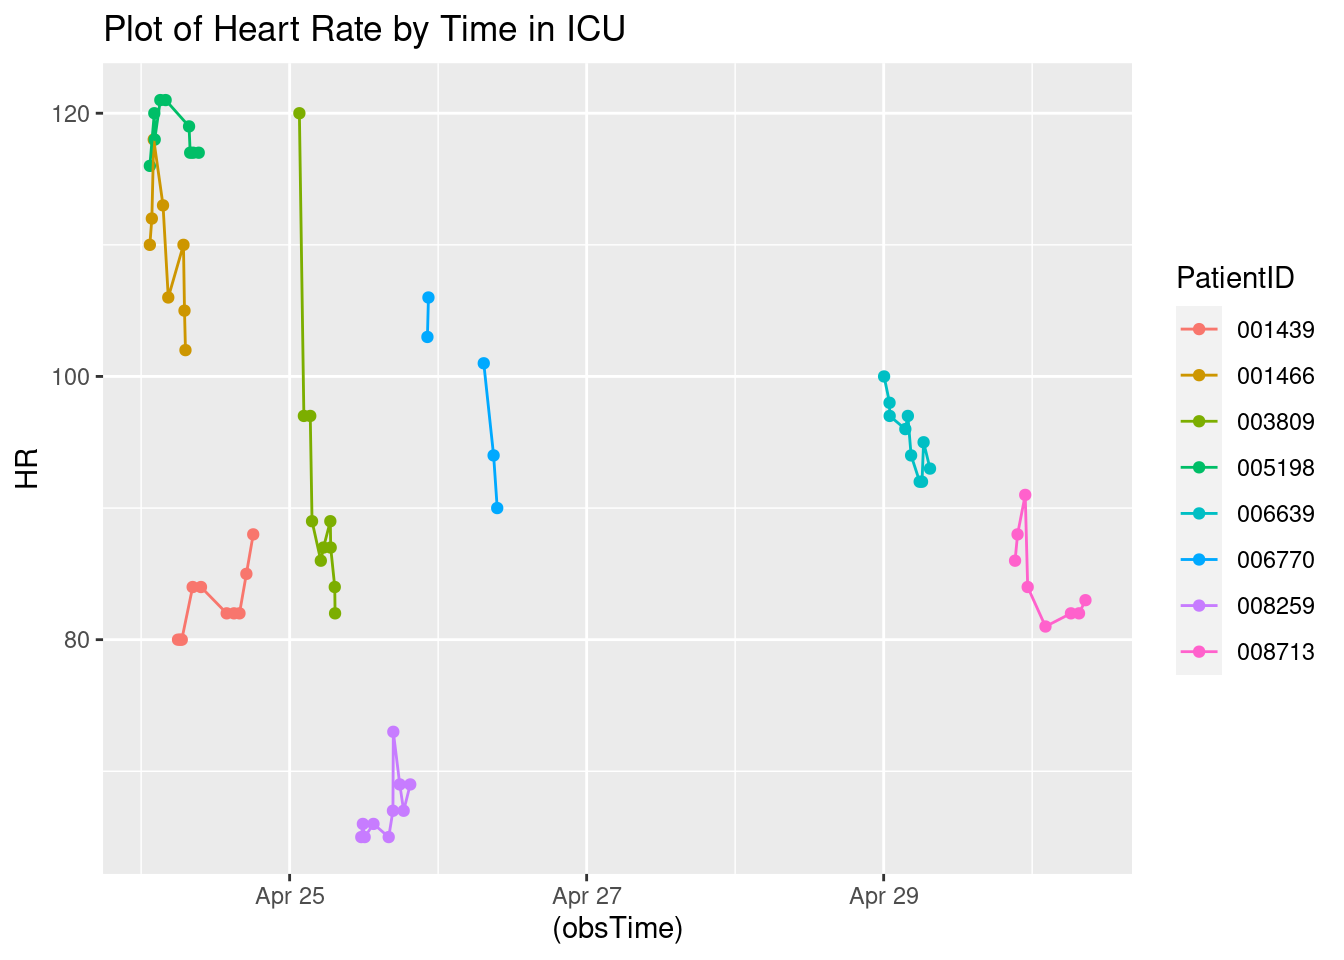 Plot of Heart Rate by Time in ICU
120
100
80
HR
Apr 25
Apr 27
Apr 29
(obsTime)
PatientID
001439
001466
003809
005198
006639
006770
008259
008713